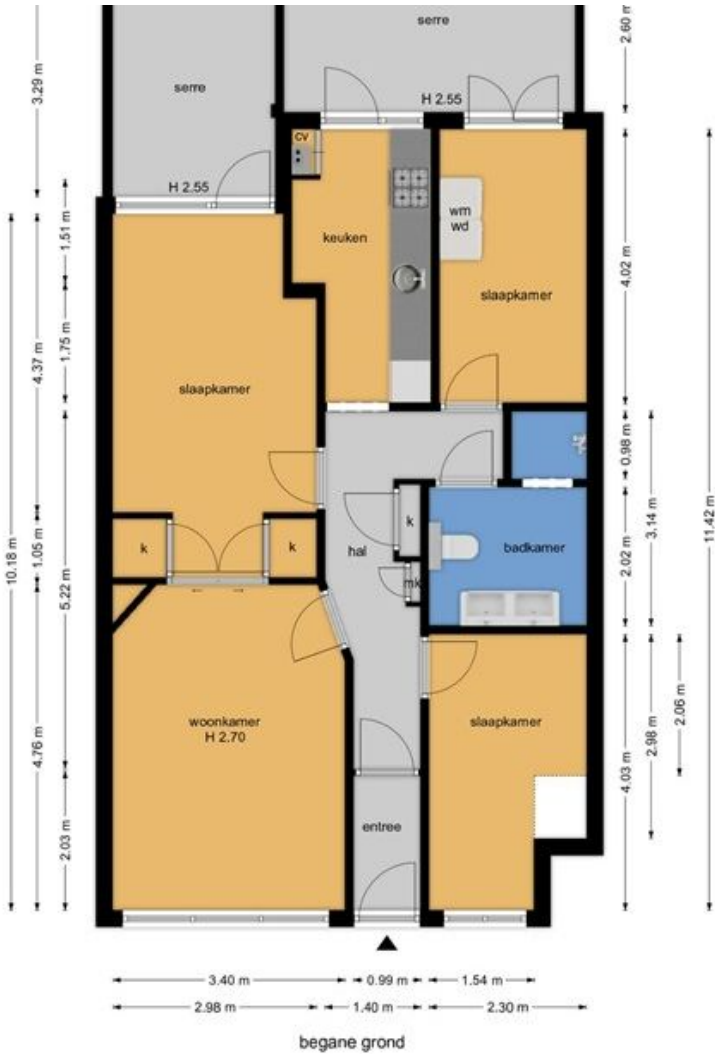 serre
2.60 m
3.29 m
serre
H 2.55
CV
H 2.55
wm
wd
keuken
1.51 m
4.02 m
slaapkamer
4.37 m
1.75 m
slaapkamer
0.98 m
3.14 m
11.42 m
10.18 m
1.05 m
k
k
hal
k
badkamer
2.02 m
5.22 m
mk
2.06 m
woonkamer
H 2.70
slaapkamer
2.98 m
4.76 m
4.03 m
2.03 m
entree
3.40 m
0.99 m
1.54 m
2.98 m
1.40 m
2.30 m
begane grond